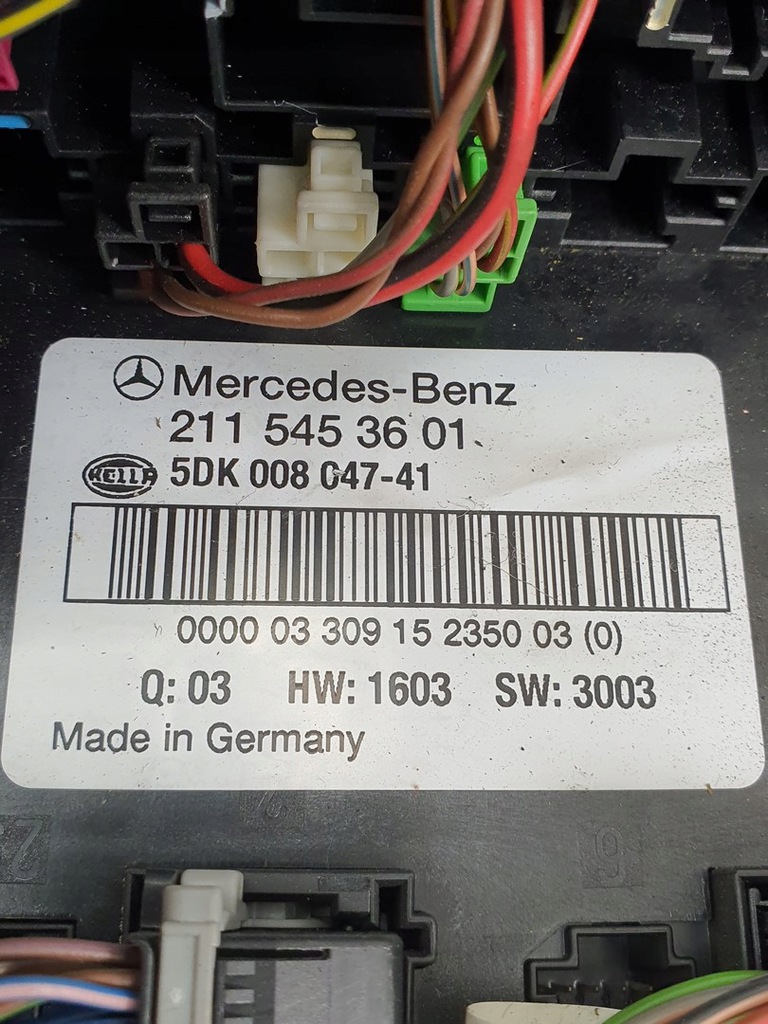 Mercedes-Benz
211 545 36 01
HELLA 5DK 008 047-41
0000 03 309 15 2350 03 (0)
Q: 03 HW: 1603 SW: 3003
Made in Germany